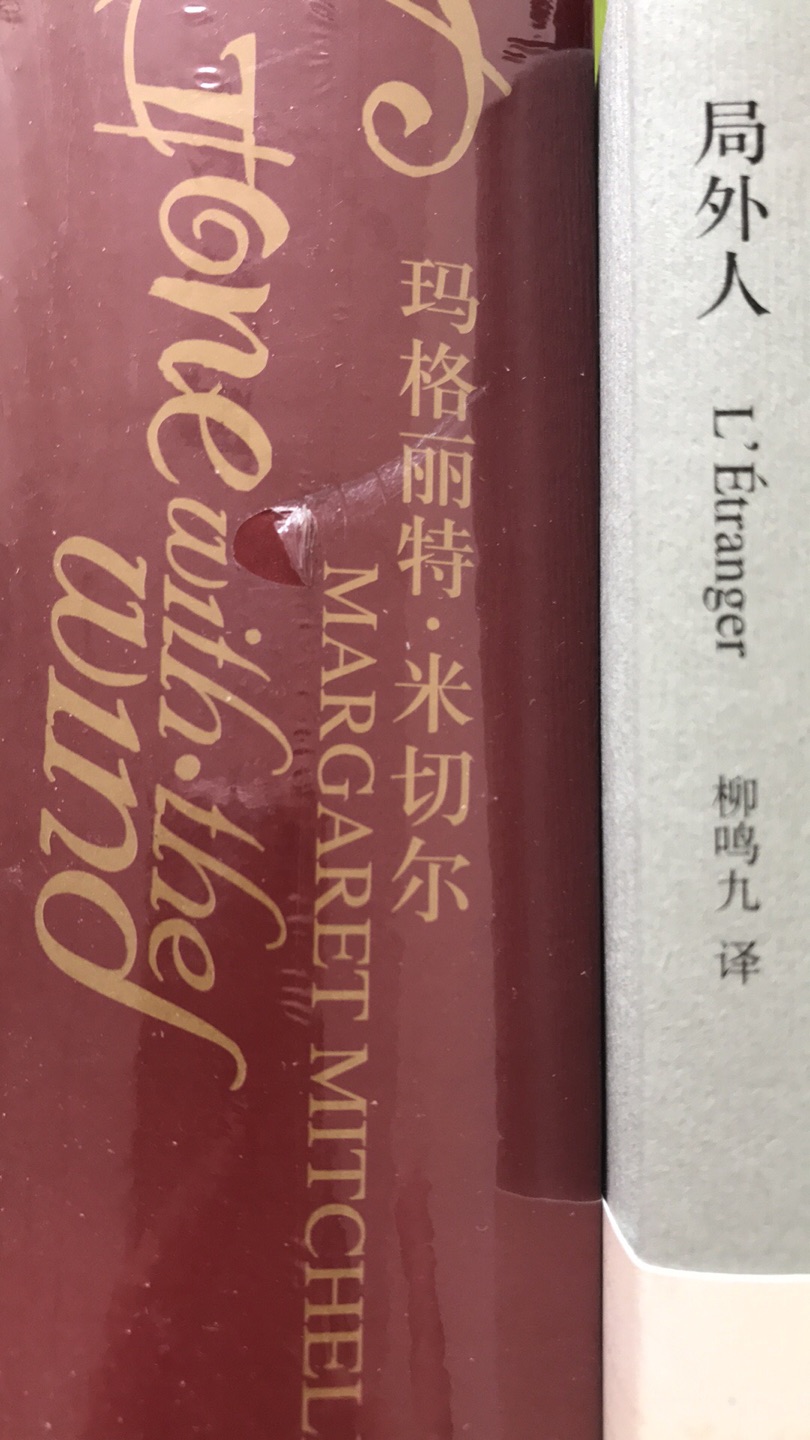 Gone
with·the
wind
玛格丽特·米切尔
MARGARET MITCHEL
局外人 L'Étranger 柳鸣九 译